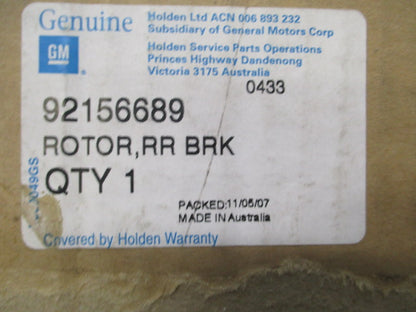 Genuine
GM
Holden Ltd ACN 006 893 232
Subsidiary of General Motors Corp
Holden Service Parts Operations
Princes Highway Dandenong
Victoria 3175 Australia
0433
92156689
ROTOR,RR BRK
QTY 1
PACKED:11/05/07
MADE IN Australia
Covered by Holden Warranty